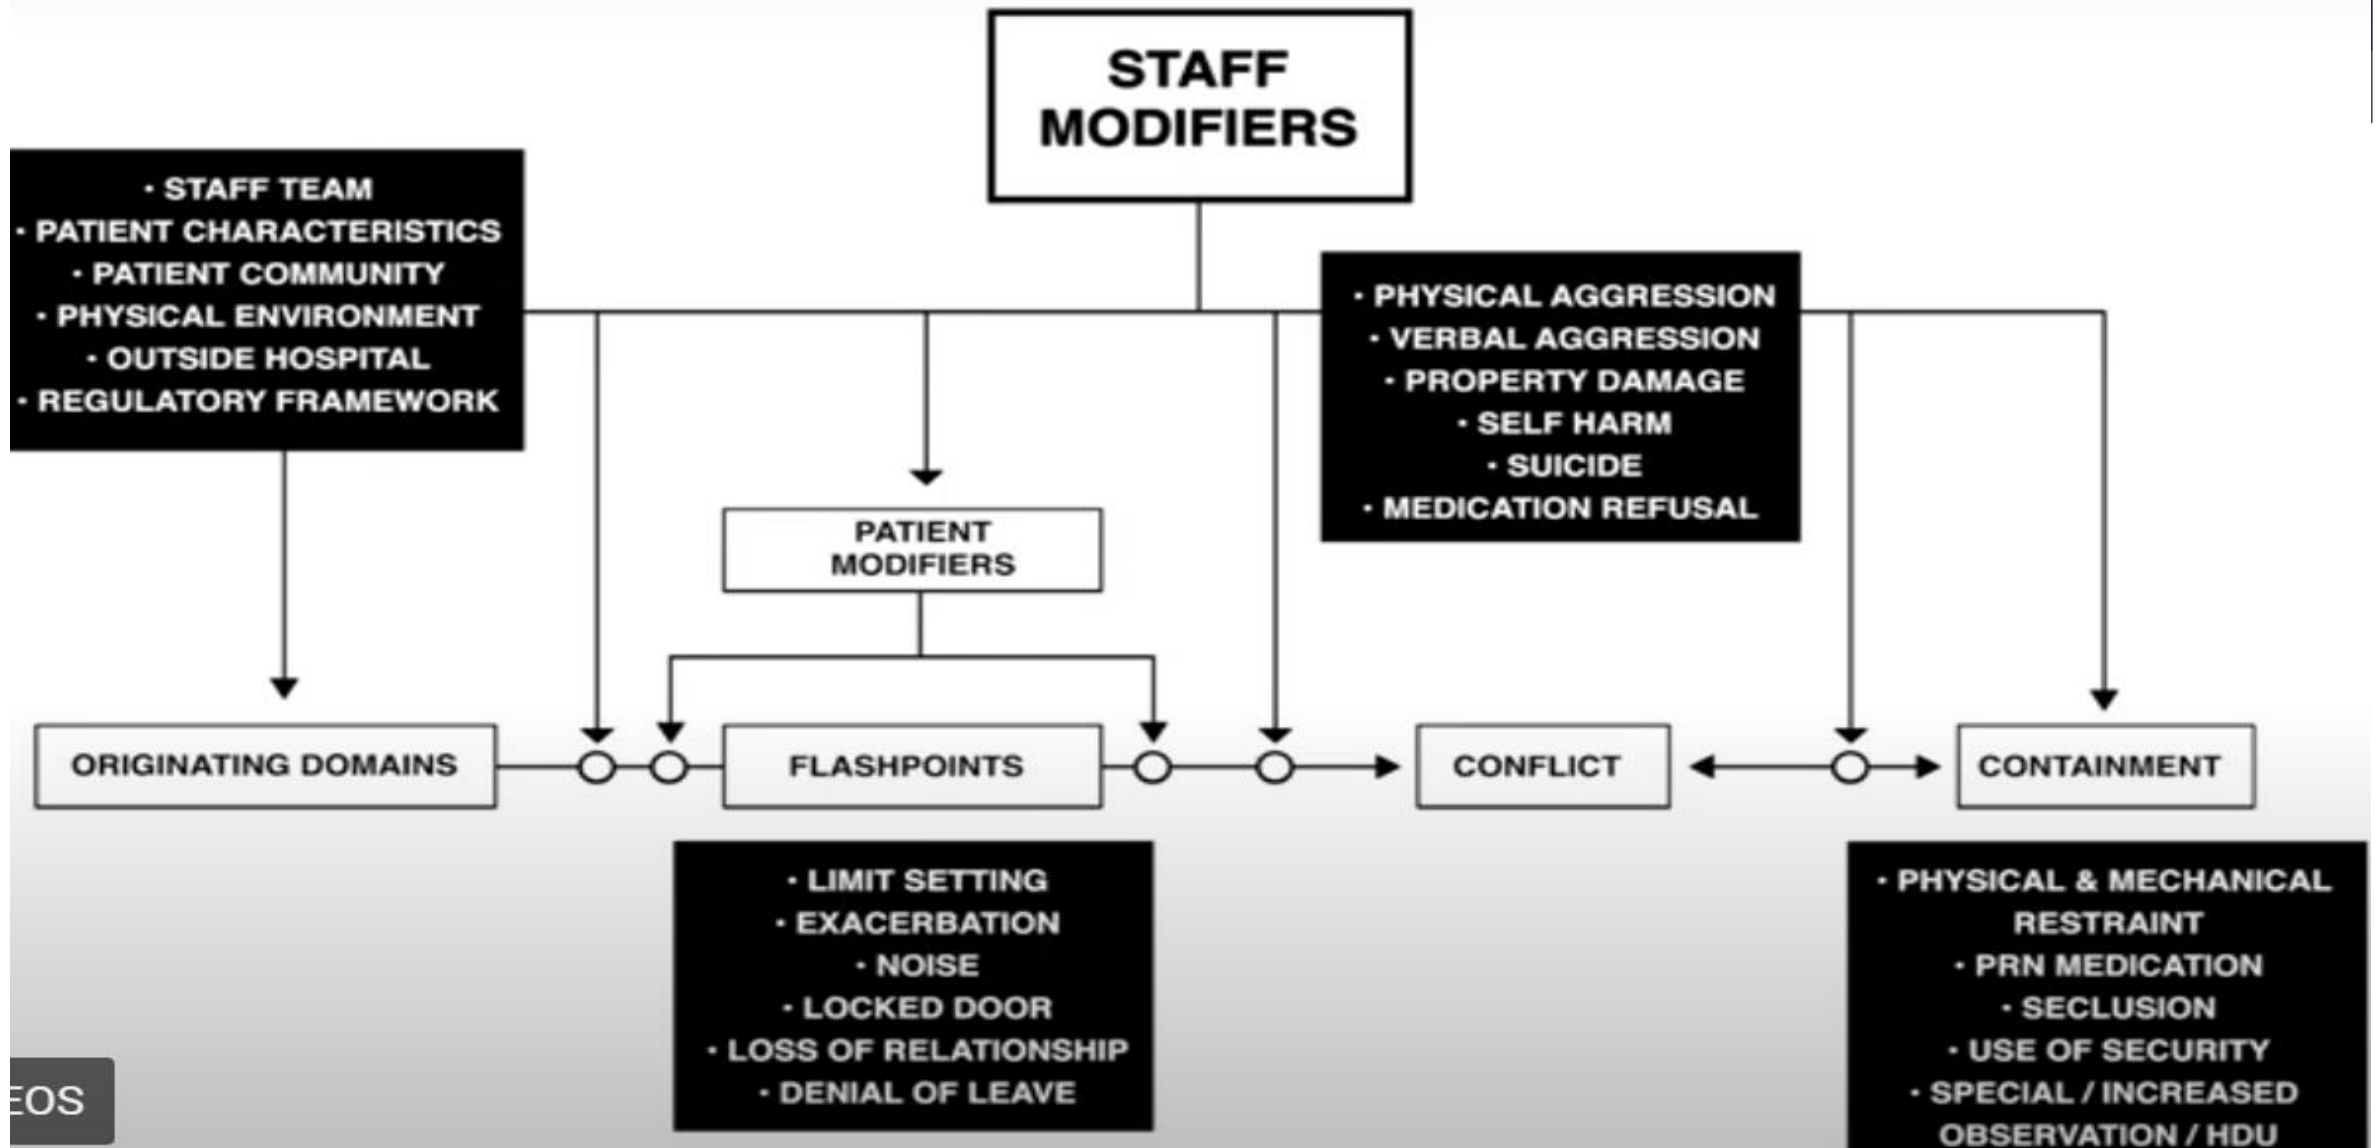 STAFF
MODIFIERS
• STAFF TEAM
• PATIENT CHARACTERISTICS
• PATIENT COMMUNITY
• PHYSICAL ENVIRONMENT
• OUTSIDE HOSPITAL
• REGULATORY FRAMEWORK
• PHYSICAL AGGRESSION
• VERBAL AGGRESSION
• PROPERTY DAMAGE
• SELF HARM
• SUICIDE
• MEDICATION REFUSAL
PATIENT
MODIFIERS
ORIGINATING DOMAINS
FLASHPOINTS
CONFLICT
CONTAINMENT
• LIMIT SETTING
• EXACERBATION
• NOISE
• LOCKED DOOR
• LOSS OF RELATIONSHIP
• DENIAL OF LEAVE
• PHYSICAL & MECHANICAL
RESTRAINT
• PRN MEDICATION
• SECLUSION
• USE OF SECURITY
• SPECIAL / INCREASED
OBSERVATION / HDU
EOS